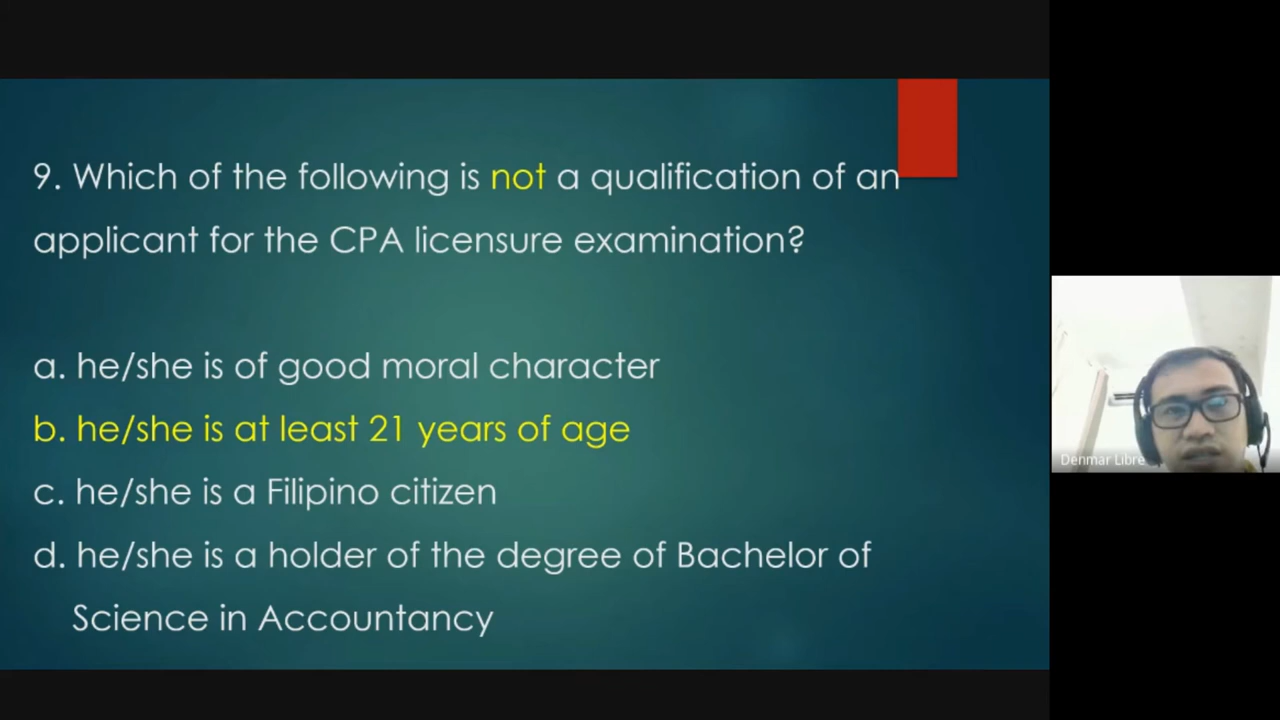 9. Which of the following is not a qualification of an
applicant for the CPA licensure examination?
a. he/she is of good moral character
b. he/she is at least 21 years of age
c. he/she is a Filipino citizen
d. he/she is a holder of the degree of Bachelor of
Science in Accountancy
Denmar Libre